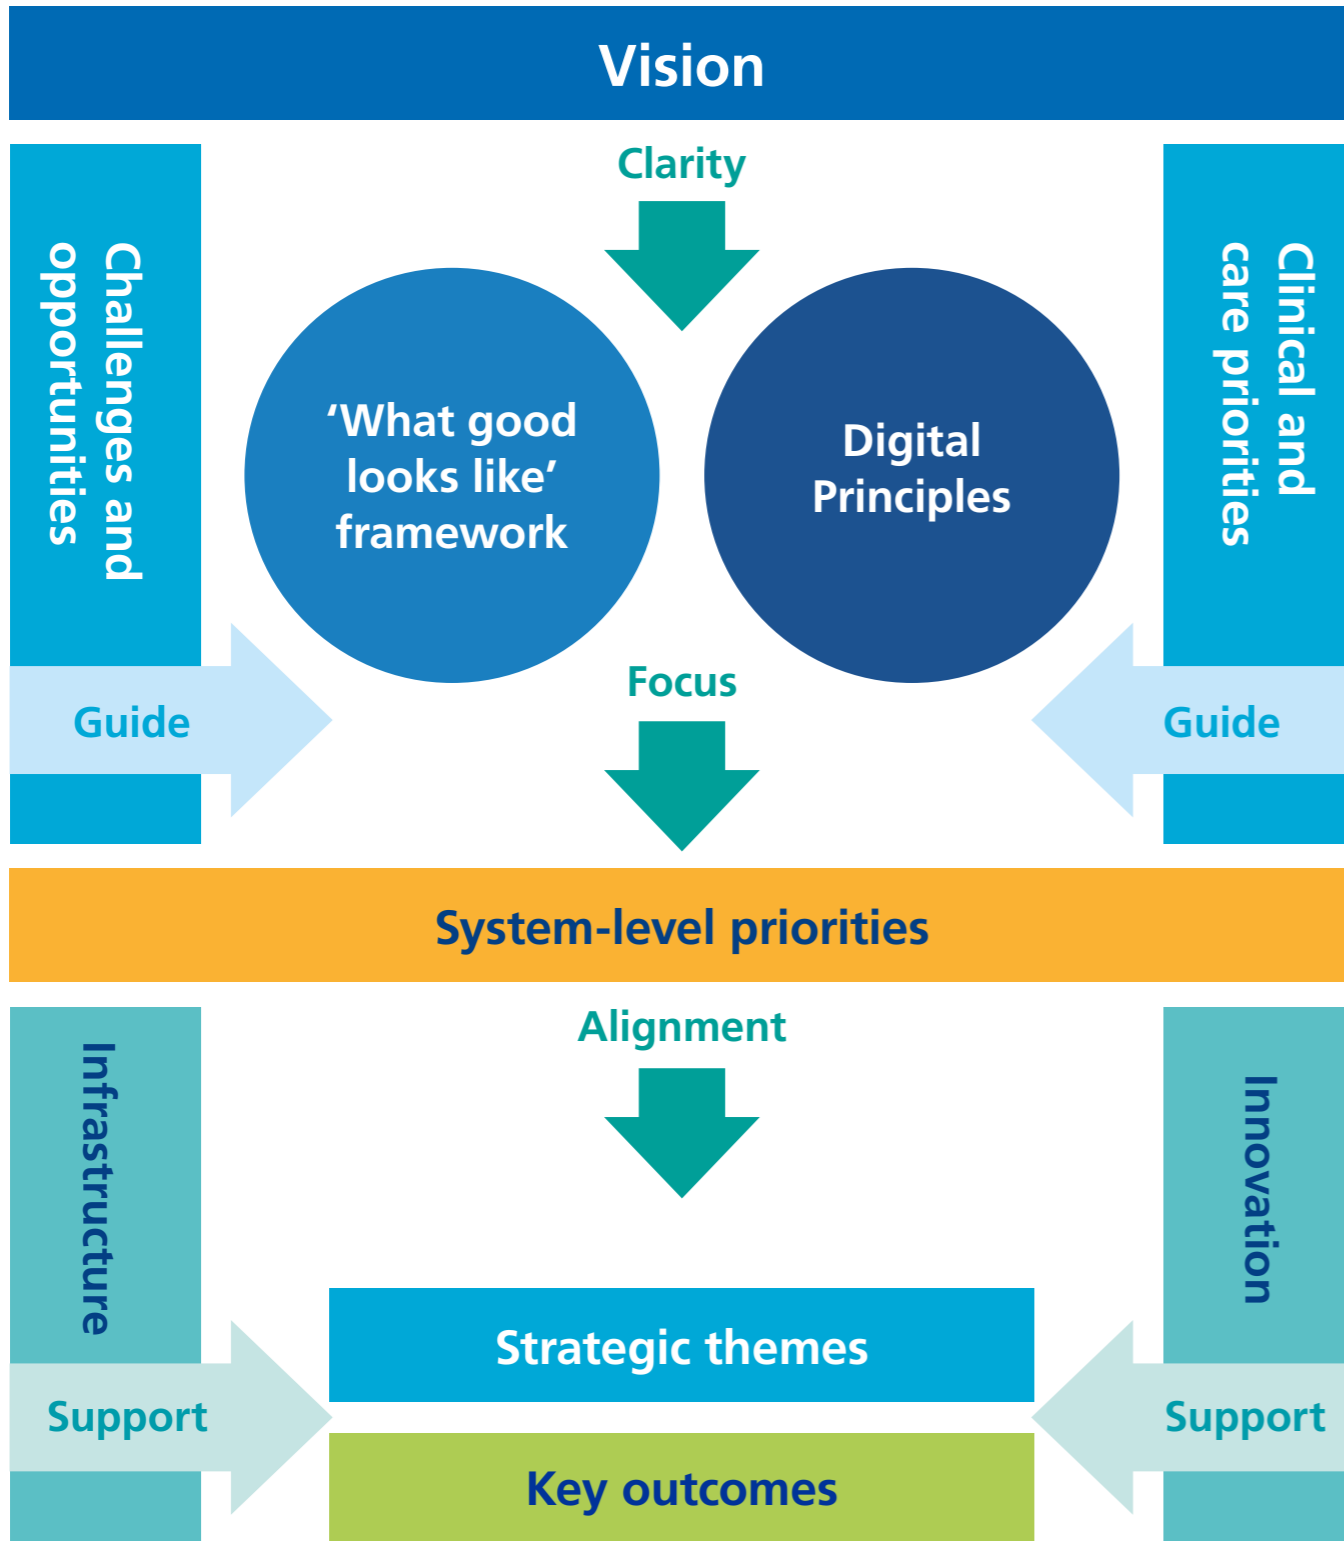 Vision
Clarity
Challenges and
opportunities
Clinical and
care priorities
‘What good
looks like’
framework
Digital
Principles
Focus
Guide
Guide
System-level priorities
Alignment
Infrastructure
Innovation
Strategic themes
Support
Support
Key outcomes